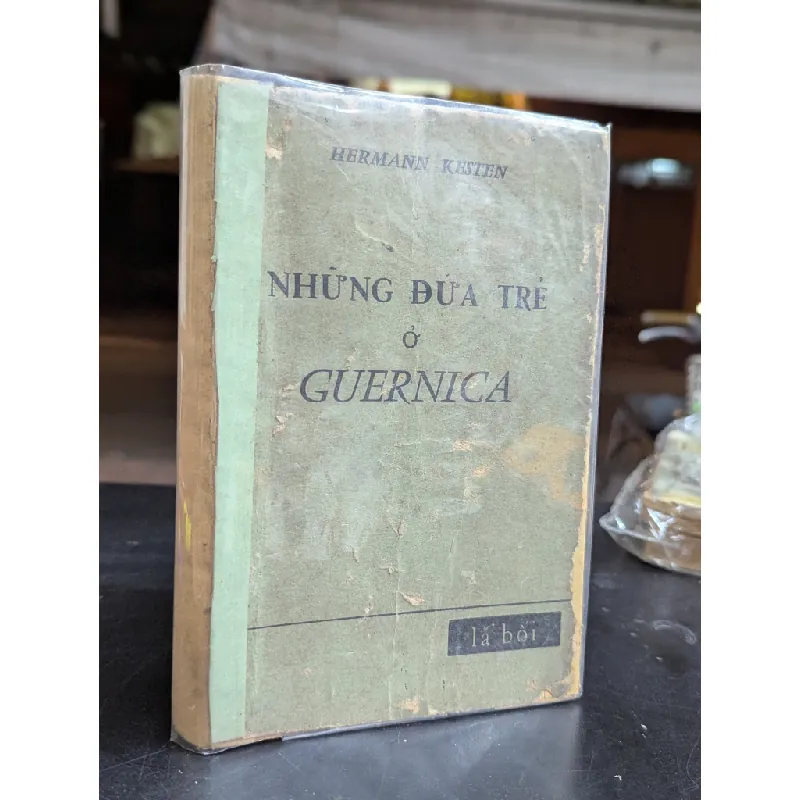 HERMANN KESTEN
NHỮNG ĐỨA TRẺ
Ở
GUERNICA
lá bối